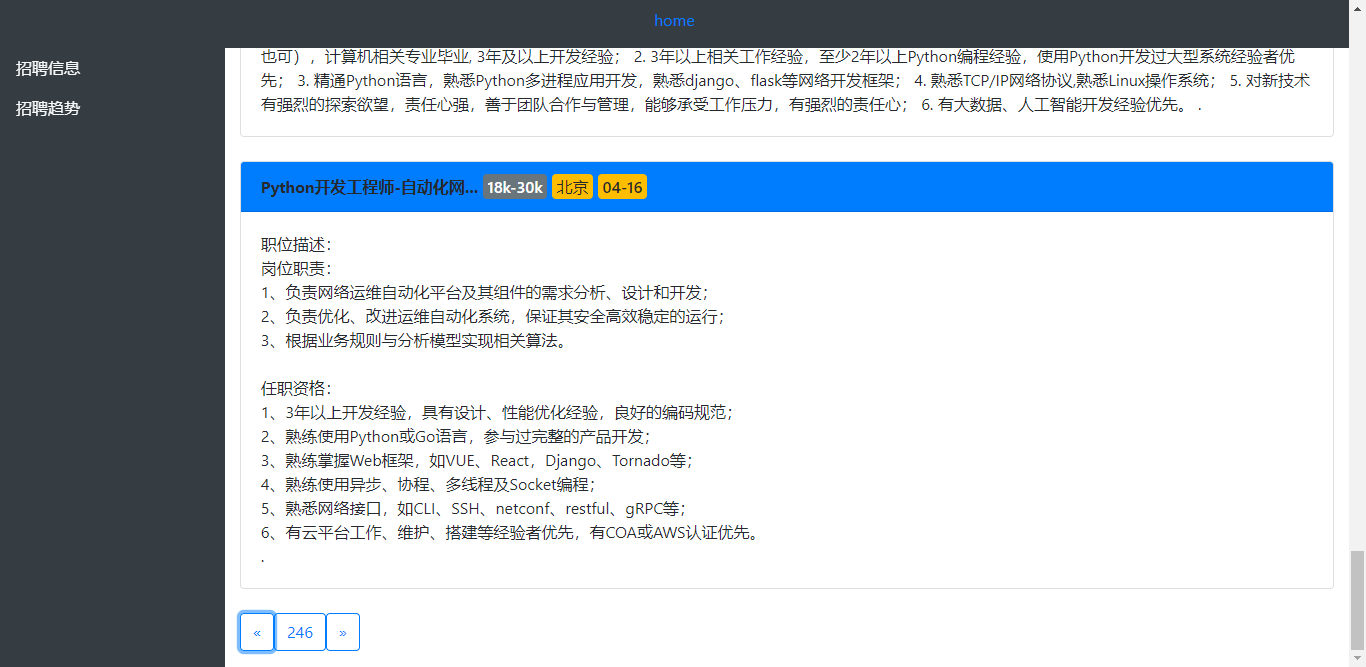 home
招聘信息
招聘趋势
也可），计算机相关专业毕业, 3年及以上开发经验； 2. 3年以上相关工作经验，至少2年以上Python编程经验，使用Python开发过大型系统经验者优
先； 3. 精通Python语言，熟悉Python多进程应用开发，熟悉django、flask等网络开发框架； 4. 熟悉TCP/IP网络协议,熟悉Linux操作系统； 5. 对新技术
有强烈的探索欲望，责任心强，善于团队合作与管理，能够承受工作压力，有强烈的责任心； 6. 有大数据、人工智能开发经验优先。 .
Python开发工程师-自动化网... 18k-30k 北京 04-16
职位描述：
岗位职责：
1、负责网络运维自动化平台及其组件的需求分析、设计和开发；
2、负责优化、改进运维自动化系统，保证其安全高效稳定的运行；
3、根据业务规则与分析模型实现相关算法。
任职资格：
1、3年以上开发经验，具有设计、性能优化经验，良好的编码规范；
2、熟练使用Python或Go语言，参与过完整的产品开发；
3、熟练掌握Web框架，如VUE、React，Django、Tornado等；
4、熟练使用异步、协程、多线程及Socket编程；
5、熟悉网络接口，如CLI、SSH、netconf、restful、gRPC等；
6、有云平台工作、维护、搭建等经验者优先，有COA或AWS认证优先。
.
« 246 »